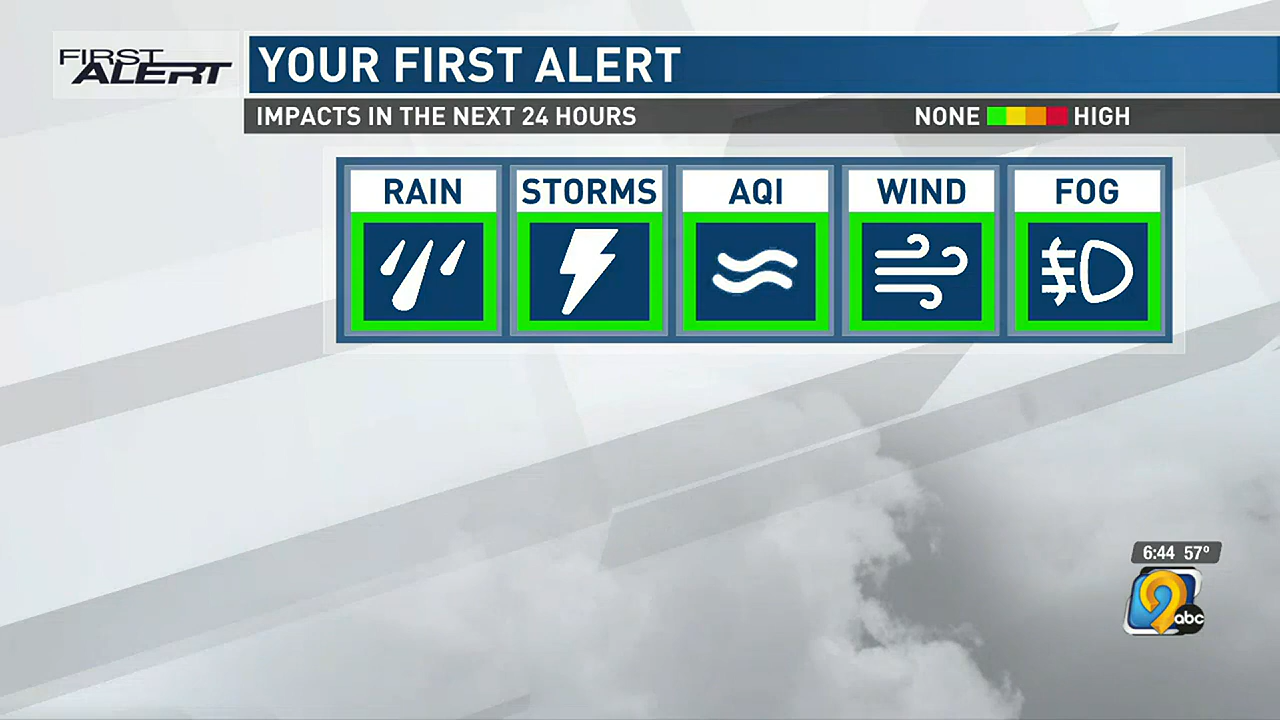 FIRST
ALERT
YOUR FIRST ALERT
IMPACTS IN THE NEXT 24 HOURS
NONE HIGH
RAIN STORMS AQI WIND FOG
6:44 57º
9
abc